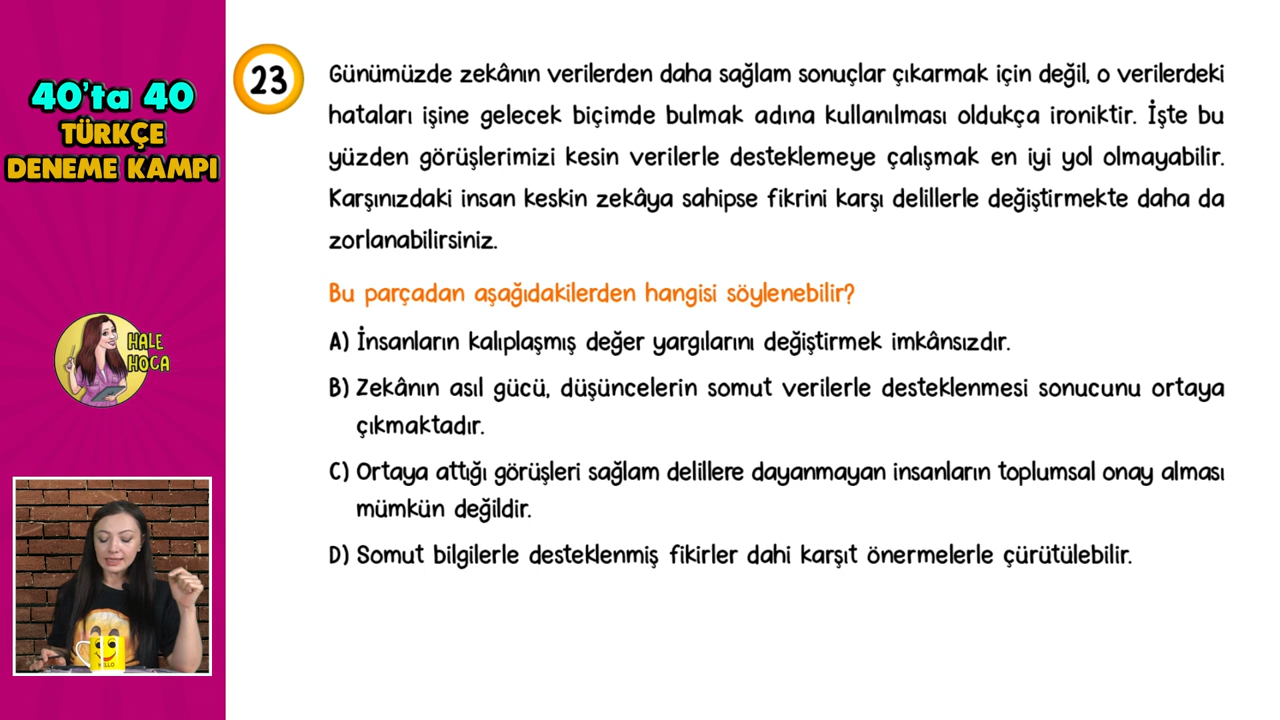 40'ta 40
TÜRKÇE
DENEME KAMPI
HALE
HOCA
HELLO
23
Günümüzde zekânın verilerden daha sağlam sonuçlar çıkarmak için değil, o verilerdeki
hataları işine gelecek biçimde bulmak adına kullanılması oldukça ironiktir. İşte bu
yüzden görüşlerimizi kesin verilerle desteklemeye çalışmak en iyi yol olmayabilir.
Karşınızdaki insan keskin zekâya sahipse fikrini karşı delillerle değiştirmekte daha da
zorlanabilirsiniz.
Bu parçadan aşağıdakilerden hangisi söylenebilir?
A) İnsanların kalıplaşmış değer yargılarını değiştirmek imkânsızdır.
B) Zekânın asıl gücü, düşüncelerin somut verilerle desteklenmesi sonucunu ortaya
çıkmaktadır.
C) Ortaya attığı görüşleri sağlam delillere dayanmayan insanların toplumsal onay alması
mümkün değildir.
D) Somut bilgilerle desteklenmiş fikirler dahi karşıt önermelerle çürütülebilir.